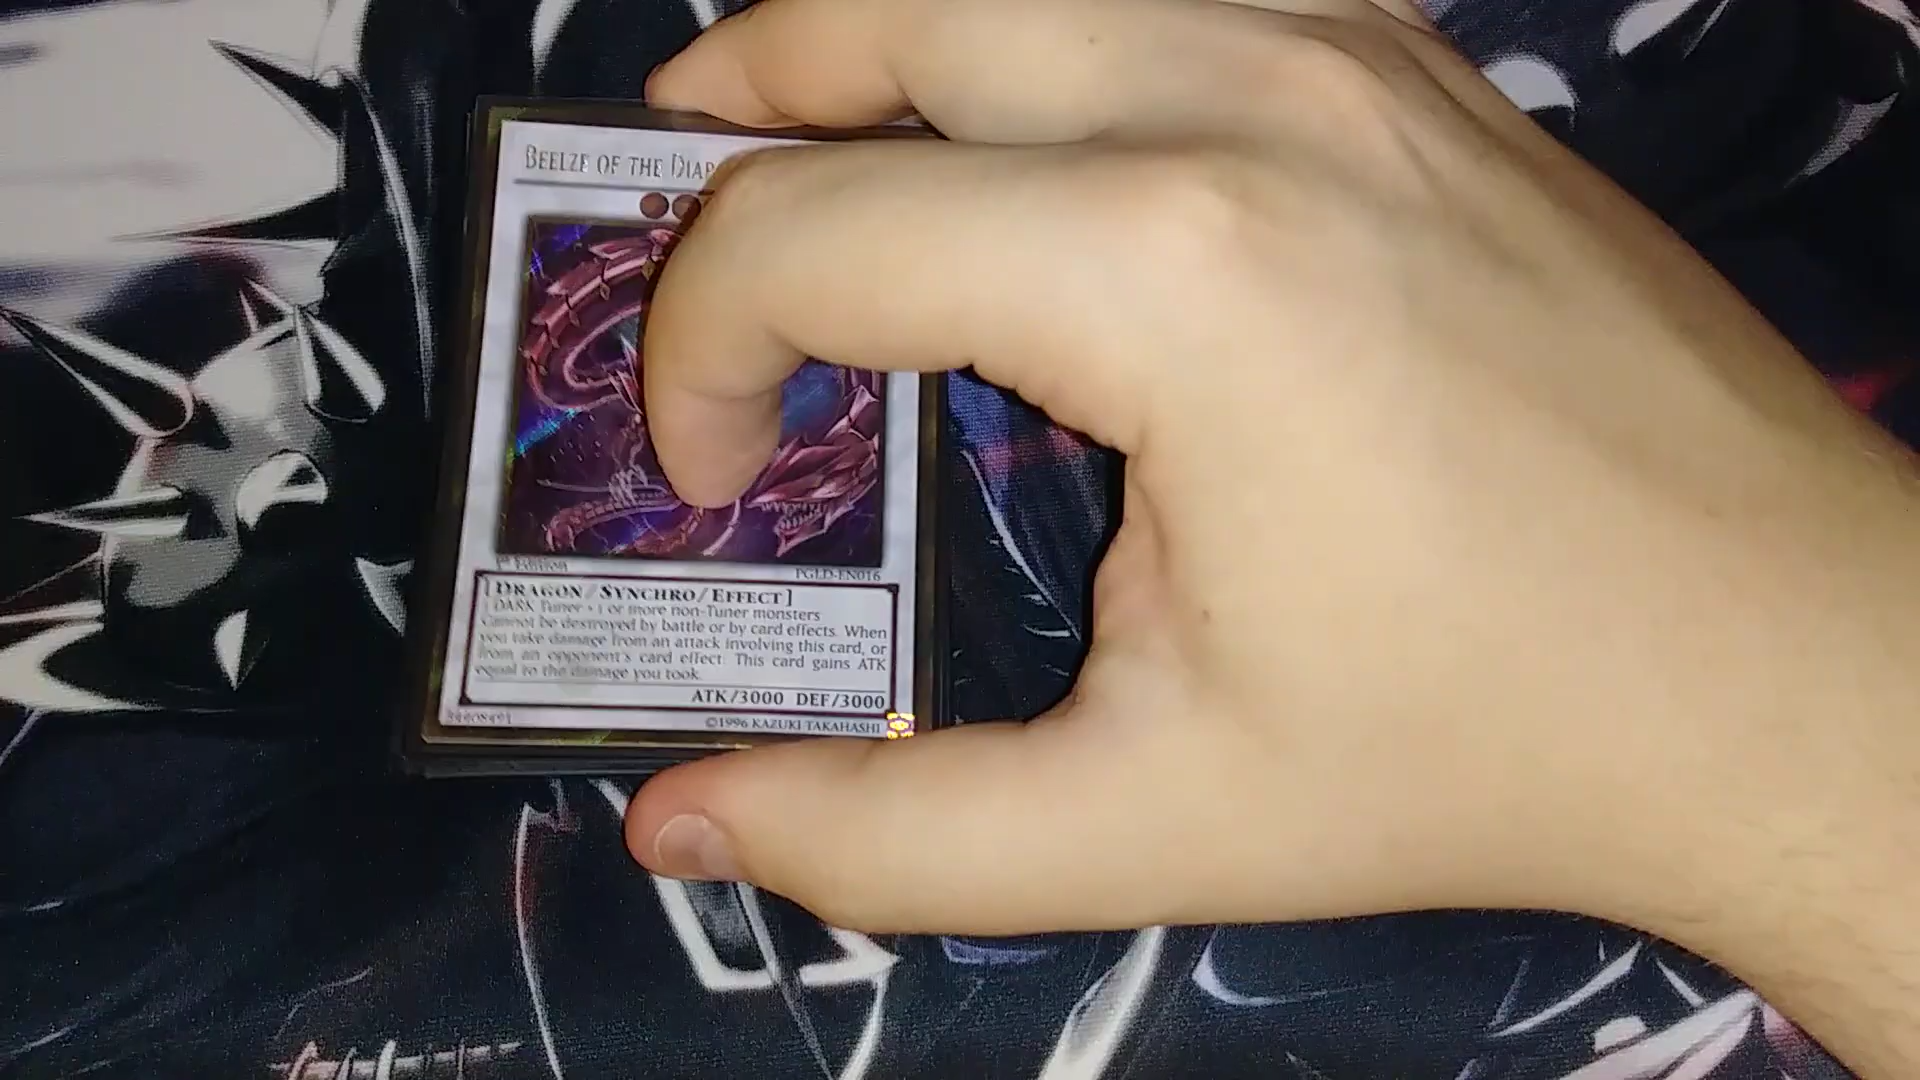 BEELZE OF THE DIAB
1st Edition
PGLD-EN016
[DRAGON/SYNCHRO/EFFECT]
1 DARK Tuner + 1 or more non-Tuner monsters
Cannot be destroyed by battle or by card effects. When
you take damage from an attack involving this card, or
from an opponent's card effect: This card gains ATK
equal to the damage you took.
ATK/3000 DEF/3000
©1996 KAZUKI TAKAHASHI